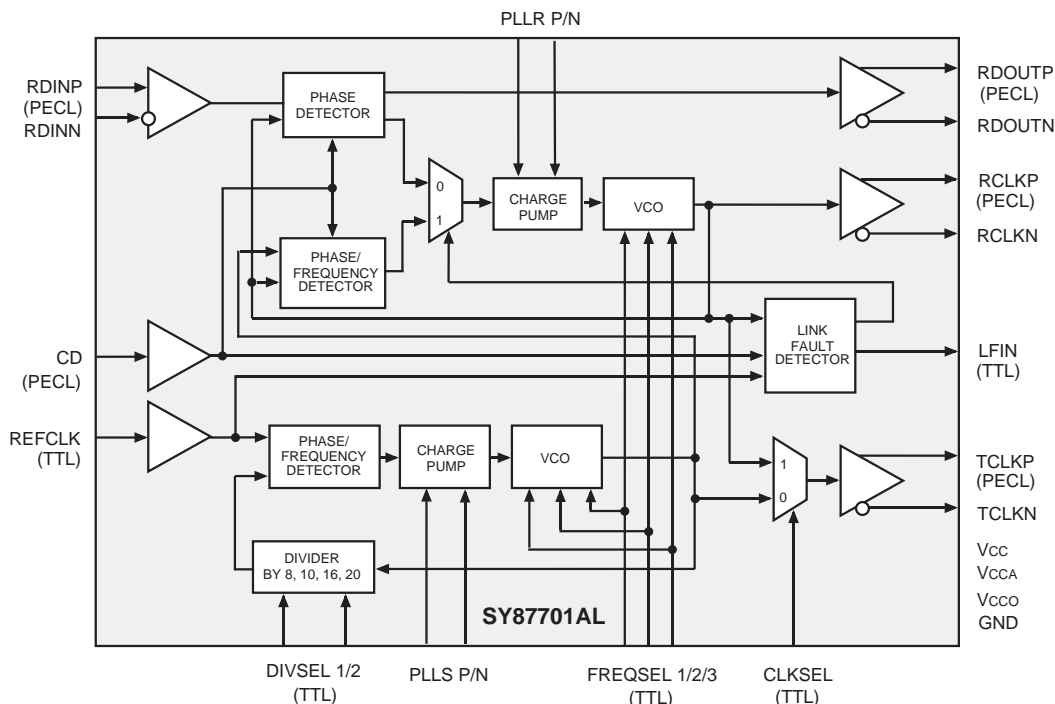 PLLR P/N
RDINP
(PECL)
RDINN
PHASE
DETECTOR
RDOUTP
(PECL)
RDOUTN
0
1
CHARGE
PUMP
VCO
RCLKP
(PECL)
RCLKN
PHASE/
FREQUENCY
DETECTOR
CD
(PECL)
LINK
FAULT
DETECTOR
LFIN
(TTL)
REFCLK
(TTL)
PHASE/
FREQUENCY
DETECTOR
CHARGE
PUMP
VCO
1
0
TCLKP
(PECL)
TCLKN
DIVIDER
BY 8, 10, 16, 20
VCC
VCCA
VCCO
GND
SY87701AL
DIVSEL 1/2
(TTL)
PLLS P/N
FREQSEL 1/2/3
(TTL)
CLKSEL
(TTL)